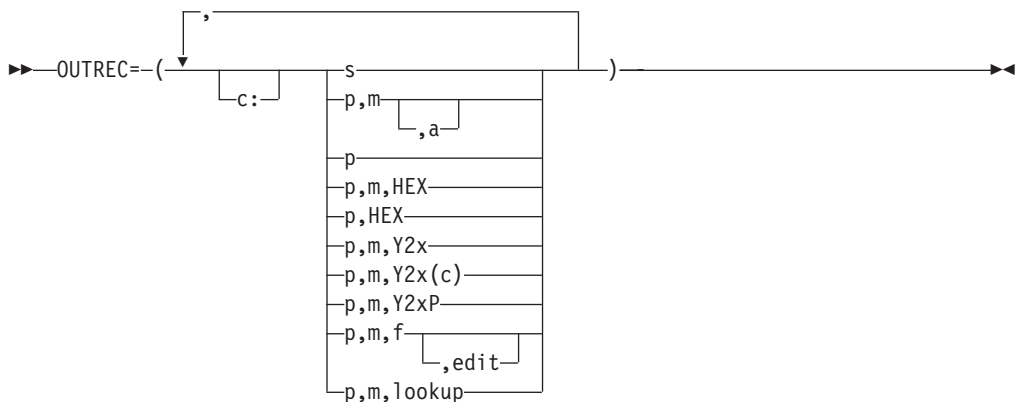 ,
OUTREC=(
s
)
c:
p,m
,a
p
p,m,HEX
p,HEX
p,m,Y2x
p,m,Y2x(c)
p,m,Y2xP
p,m,f
,edit
p,m,lookup